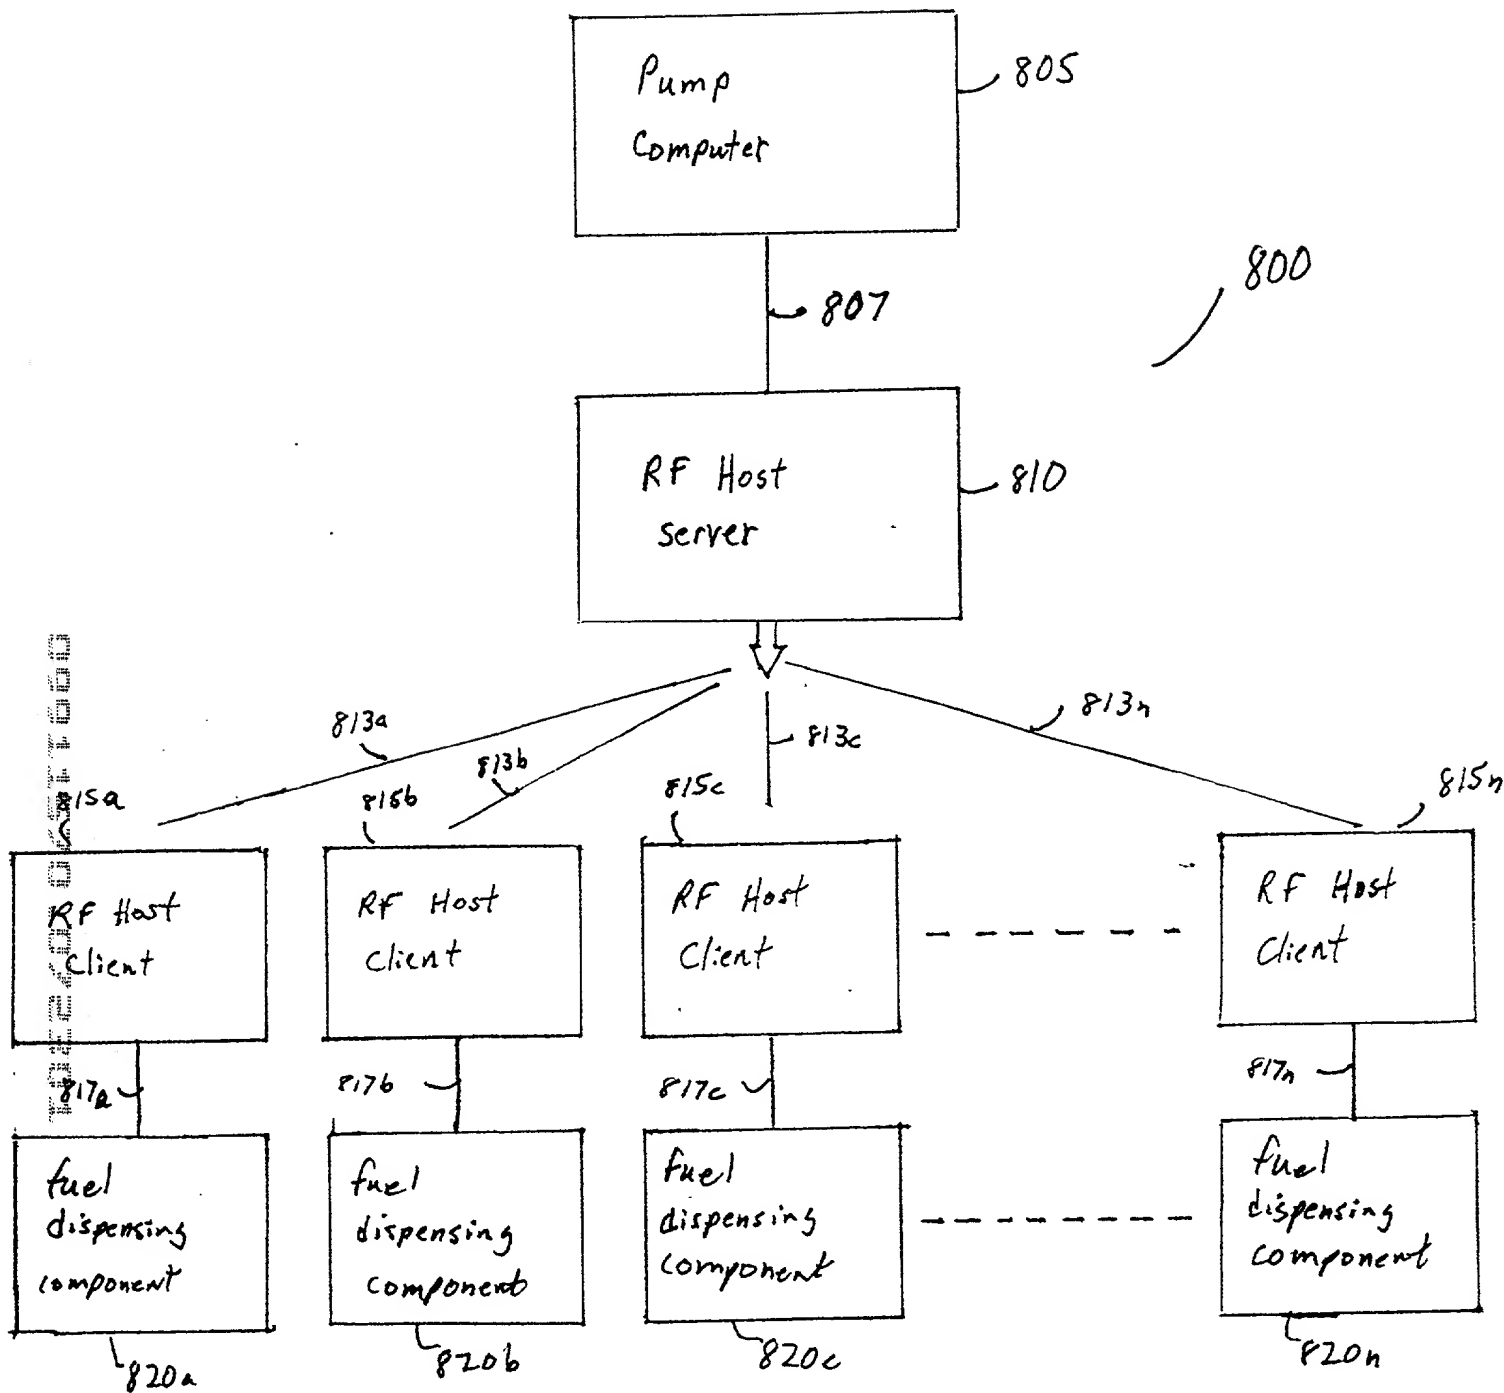 Pump
Computer
805
807
800
RF Host
server
810
813a
813b
813c
813n
815a
815b
815c
815n
RF Host
Client
RF Host
Client
RF Host
Client
RF Host
Client
817a
817b
817c
817n
fuel
dispensing
component
fuel
dispensing
component
fuel
dispensing
component
fuel
dispensing
component
820a
820b
820c
820n